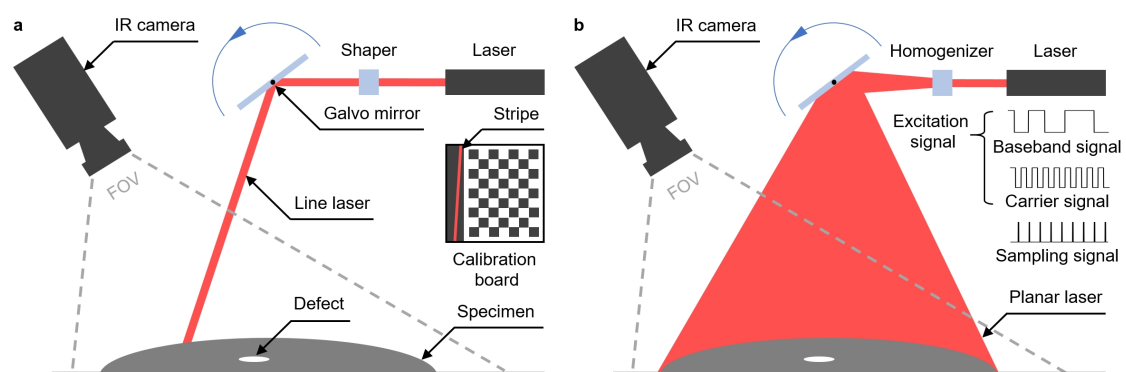 a
IR camera
Shaper
Laser
Galvo mirror
Stripe
FOV
Line laser
Calibration
board
Defect
Specimen
b
IR camera
Homogenizer
Laser
Excitation
signal
Baseband signal
Carrier signal
Sampling signal
FOV
Planar laser